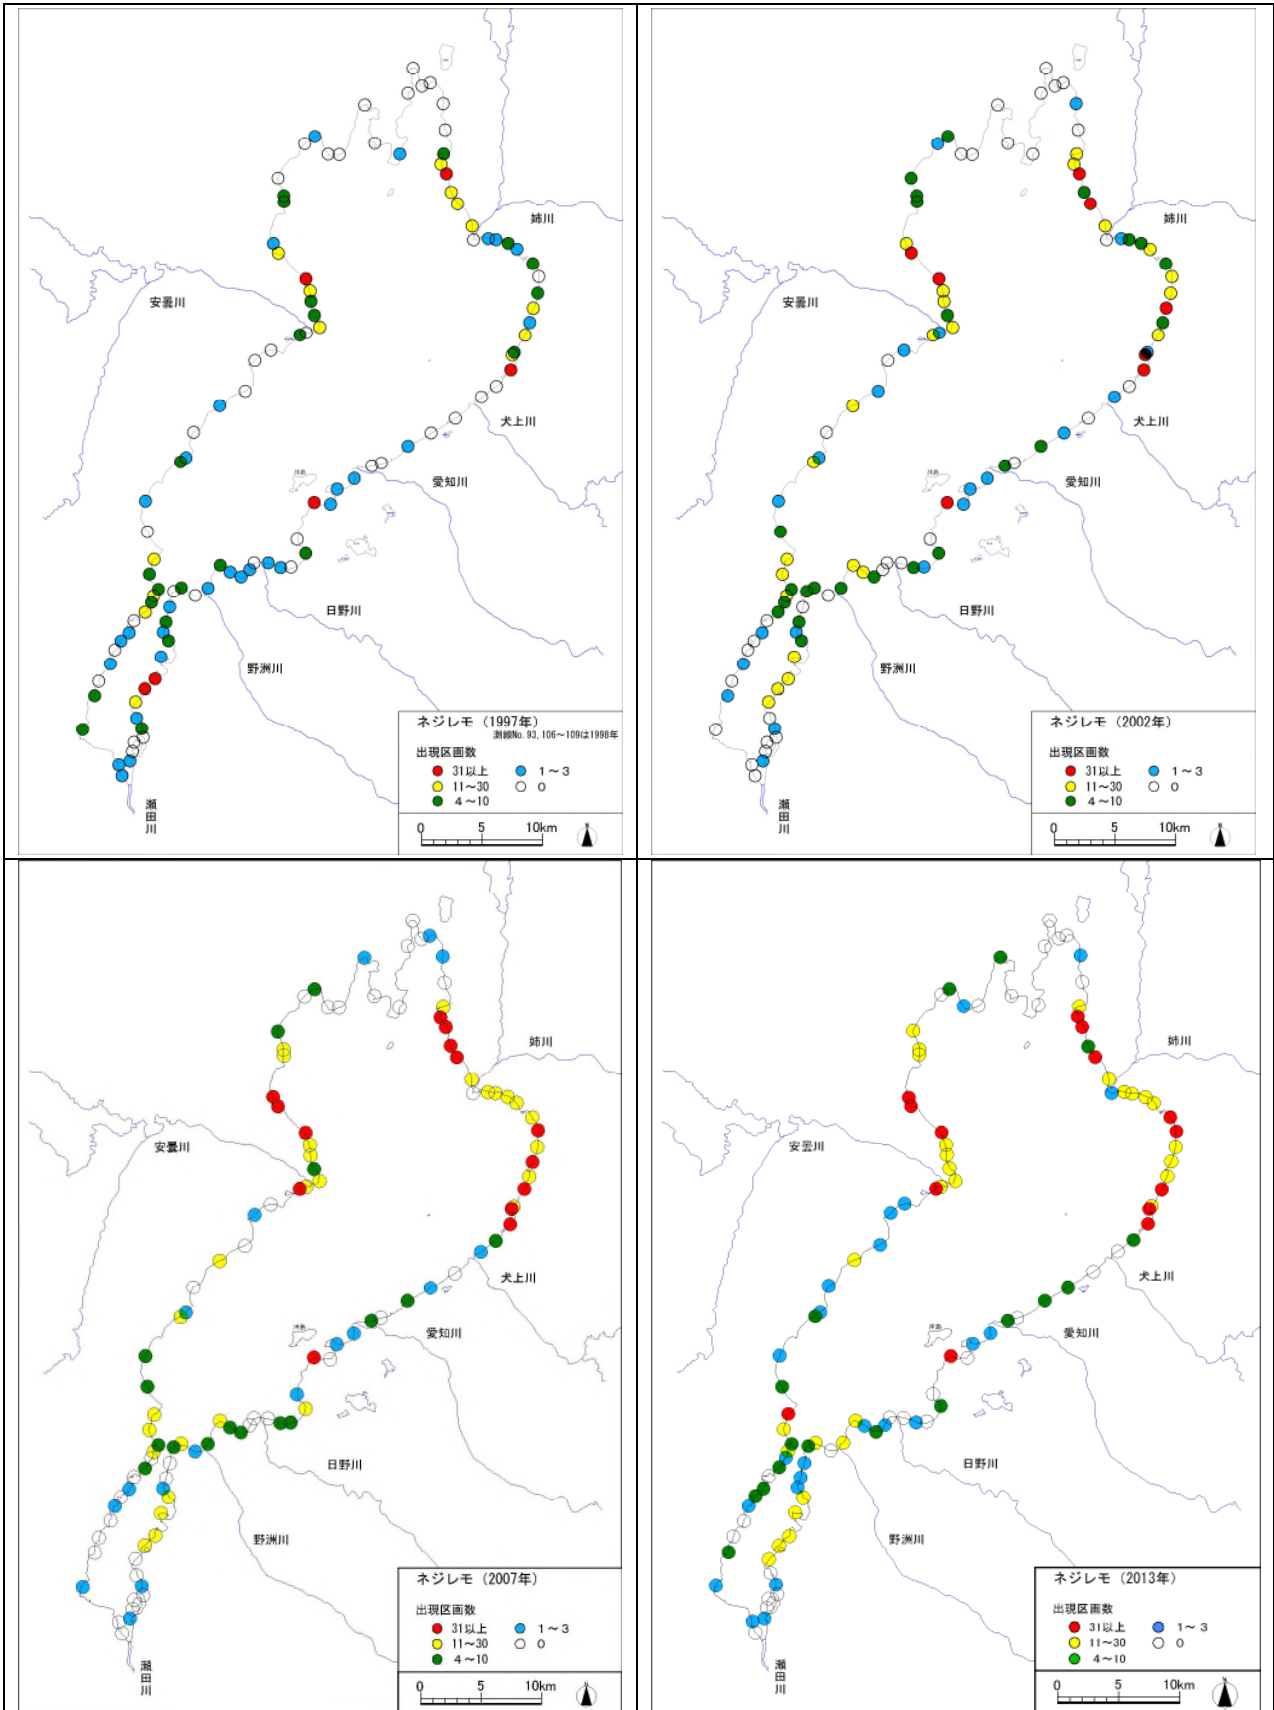 姉川
安曇川
犬上川
愛知川
沖島
日野川
野洲川
瀬田川
ネジレモ（1997年）
測線No. 93, 106～109は1998年
出現区画数
31以上 1～3
11～30 0
4～10
0 5 10km
N
姉川
安曇川
犬上川
愛知川
沖島
日野川
野洲川
瀬田川
ネジレモ（2002年）
出現区画数
31以上 1～3
11～30 0
4～10
0 5 10km
N
姉川
安曇川
犬上川
愛知川
沖島
日野川
野洲川
瀬田川
ネジレモ（2007年）
出現区画数
31以上 1～3
11～30 0
4～10
0 5 10km
N
姉川
安曇川
犬上川
愛知川
沖島
日野川
野洲川
瀬田川
ネジレモ（2013年）
出現区画数
31以上 1～3
11～30 0
4～10
0 5 10km
N